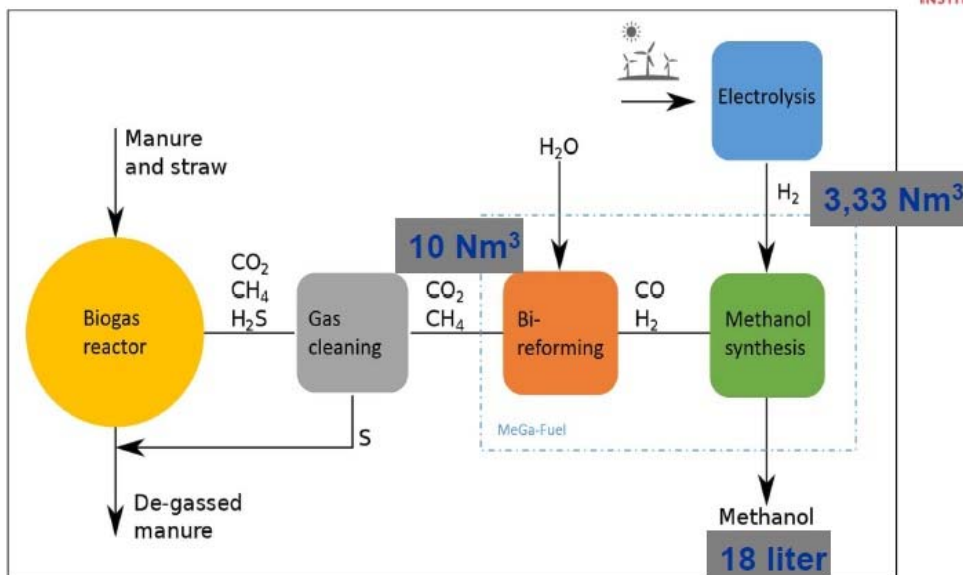 Electrolysis
Manure
and straw
H₂O
H₂
3,33 Nm³
10 Nm³
CO₂
CH₄
H₂S
CO₂
CH₄
CO
H₂
Biogas
reactor
Gas
cleaning
Bi-
reforming
Methanol
synthesis
S
MeGa-Fuel
De-gassed
manure
Methanol
18 liter